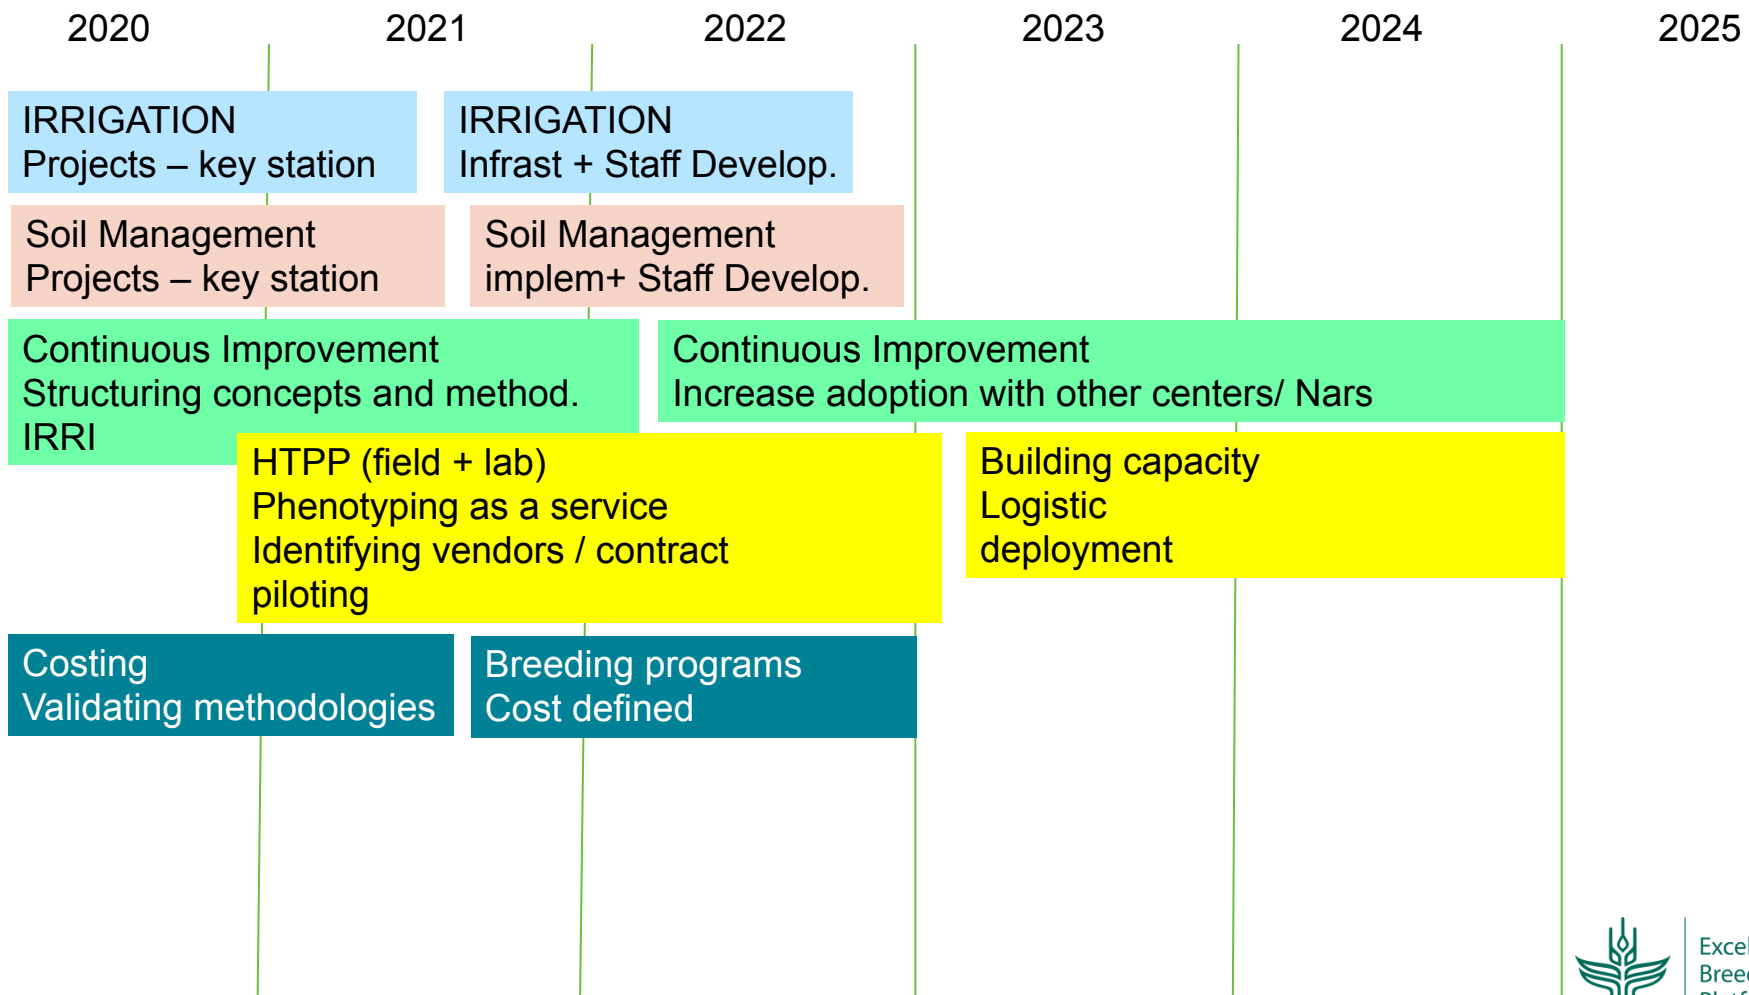 2020 2021 2022 2023 2024 2025
IRRIGATION
Projects – key station
IRRIGATION
Infrast + Staff Develop.
Soil Management
Projects – key station
Soil Management
implem+ Staff Develop.
Continuous Improvement
Structuring concepts and method.
IRRI
Continuous Improvement
Increase adoption with other centers/ Nars
HTPP (field + lab)
Phenotyping as a service
Identifying vendors / contract
piloting
Building capacity
Logistic
deployment
Costing
Validating methodologies
Breeding programs
Cost defined